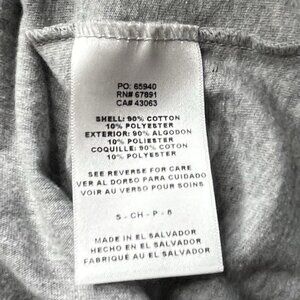 PO: 65940
RN# 67891
CA# 43063
SHELL: 90% COTTON
10% POLYESTER
EXTERIOR: 90% ALGODON
10% POLIESTER
COQUILLE: 90% COTON
10% POLYESTER
SEE REVERSE FOR CARE
VER AL DORSO PARA CUIDADO
VOIR AU VERSO POUR SOINS
S - CH - P - 8
MADE IN EL SALVADOR
HECHO EN EL SALVADOR
FABRIQUE AU EL SALVADOR